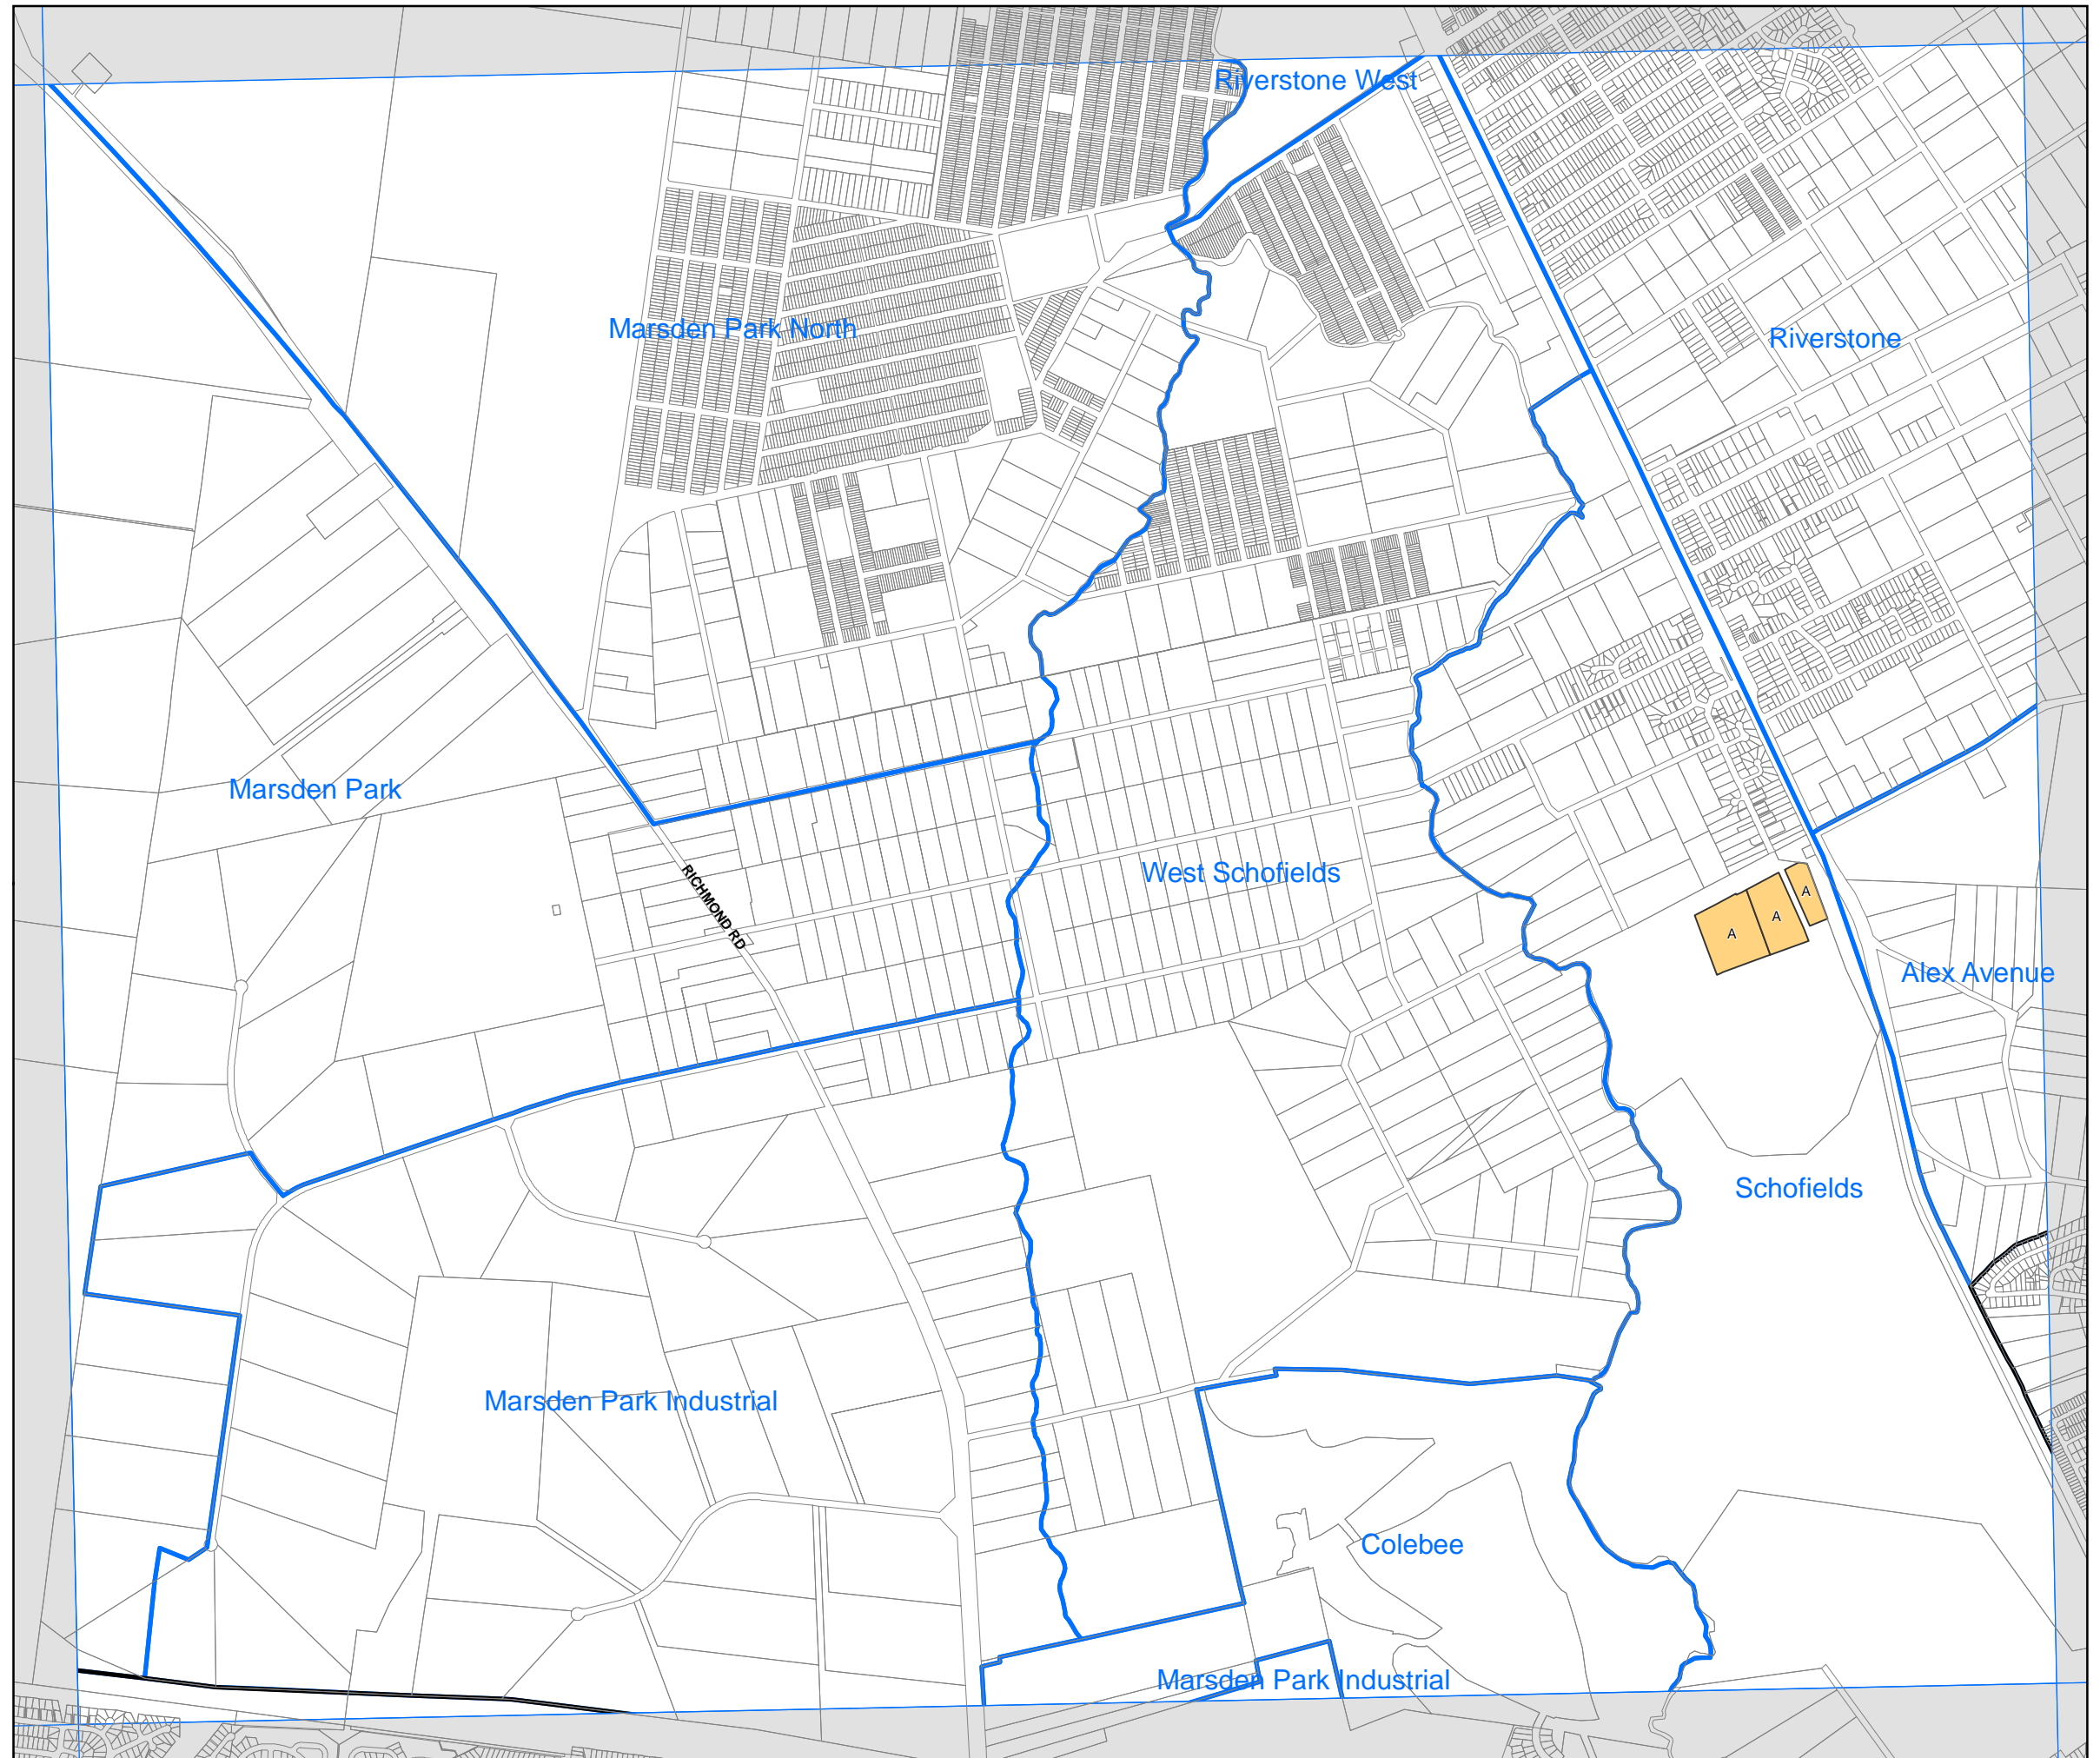 Riverstone West
Marsden Park North
Riverstone
Marsden Park
RICHMOND RD
West Schofields
A
A
A
Alex Avenue
Schofields
Marsden Park Industrial
Colebee
Marsden Park Industrial